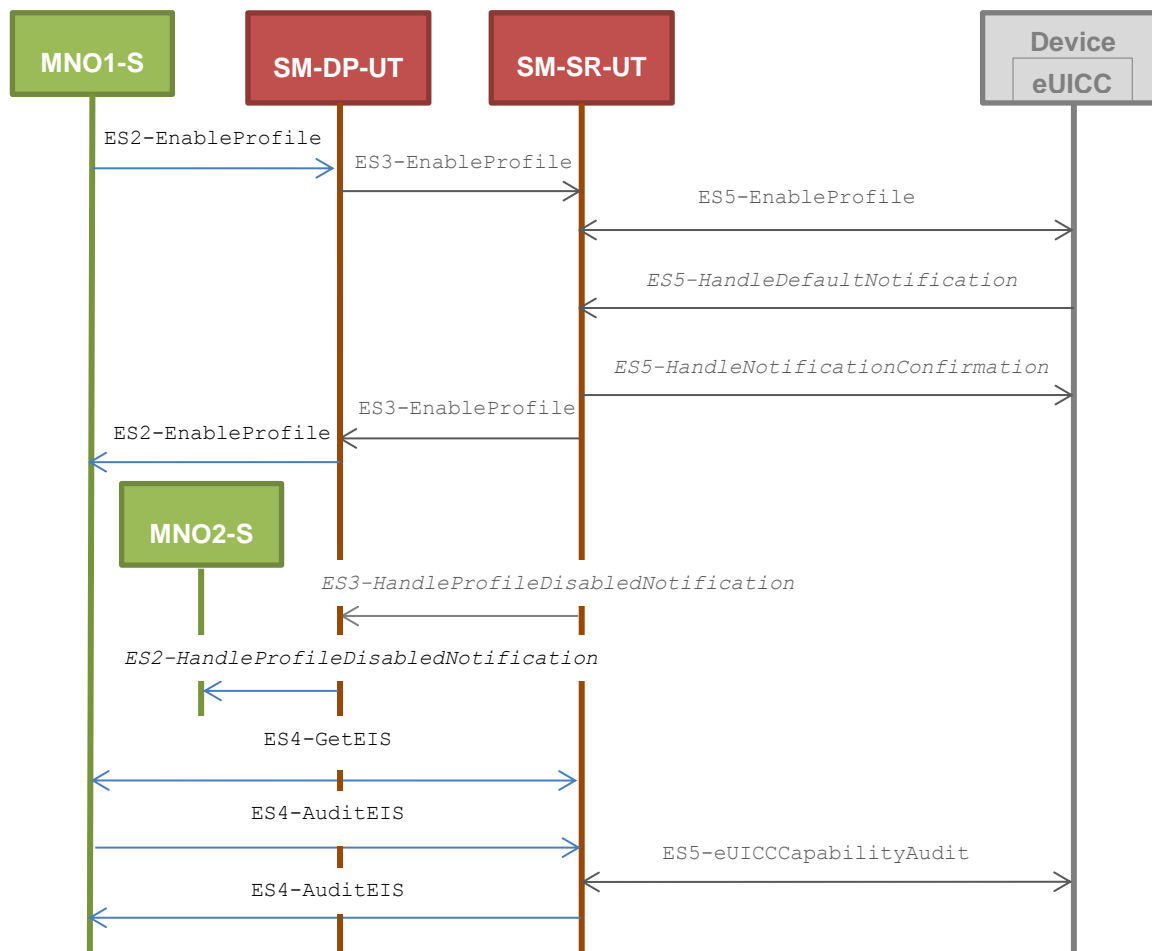 MNO1-S
SM-DP-UT
SM-SR-UT
Device
eUICC
ES2-EnableProfile
ES3-EnableProfile
ES5-EnableProfile
ES5-HandleDefaultNotification
ES5-HandleNotificationConfirmation
ES3-EnableProfile
ES2-EnableProfile
MNO2-S
ES3-HandleProfileDisabledNotification
ES2-HandleProfileDisabledNotification
ES4-GetEIS
ES4-AuditEIS
ES5-eUICCCapabilityAudit
ES4-AuditEIS